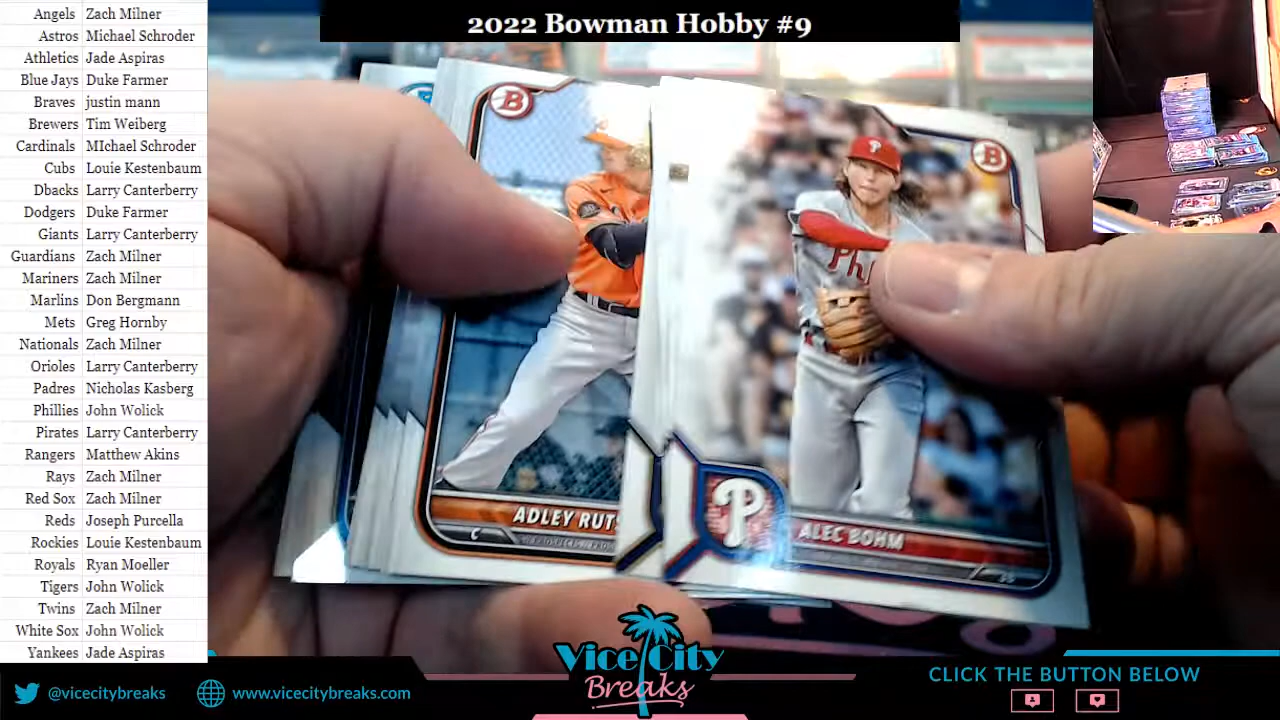 2022 Bowman Hobby #9
Angels Zach Milner
Astros Michael Schroder
Athletics Jade Aspiras
Blue Jays Duke Farmer
Braves justin mann
Brewers Tim Weiberg
Cardinals MIchael Schroder
Cubs Louie Kestenbaum
Dbacks Larry Canterberry
Dodgers Duke Farmer
Giants Larry Canterberry
Guardians Zach Milner
Mariners Zach Milner
Marlins Don Bergmann
Mets Greg Hornby
Nationals Zach Milner
Orioles Larry Canterberry
Padres Nicholas Kasberg
Phillies John Wolick
Pirates Larry Canterberry
Rangers Matthew Akins
Rays Zach Milner
Red Sox Zach Milner
Reds Joseph Purcella
Rockies Louie Kestenbaum
Royals Ryan Moeller
Tigers John Wolick
Twins Zach Milner
White Sox John Wolick
Yankees Jade Aspiras
B
B
P
Phi
ADLEY RUT
C
P
ALEC BOHM
3B
Vice City
Breaks
@vicecitybreaks
www.vicecitybreaks.com
CLICK THE BUTTON BELOW